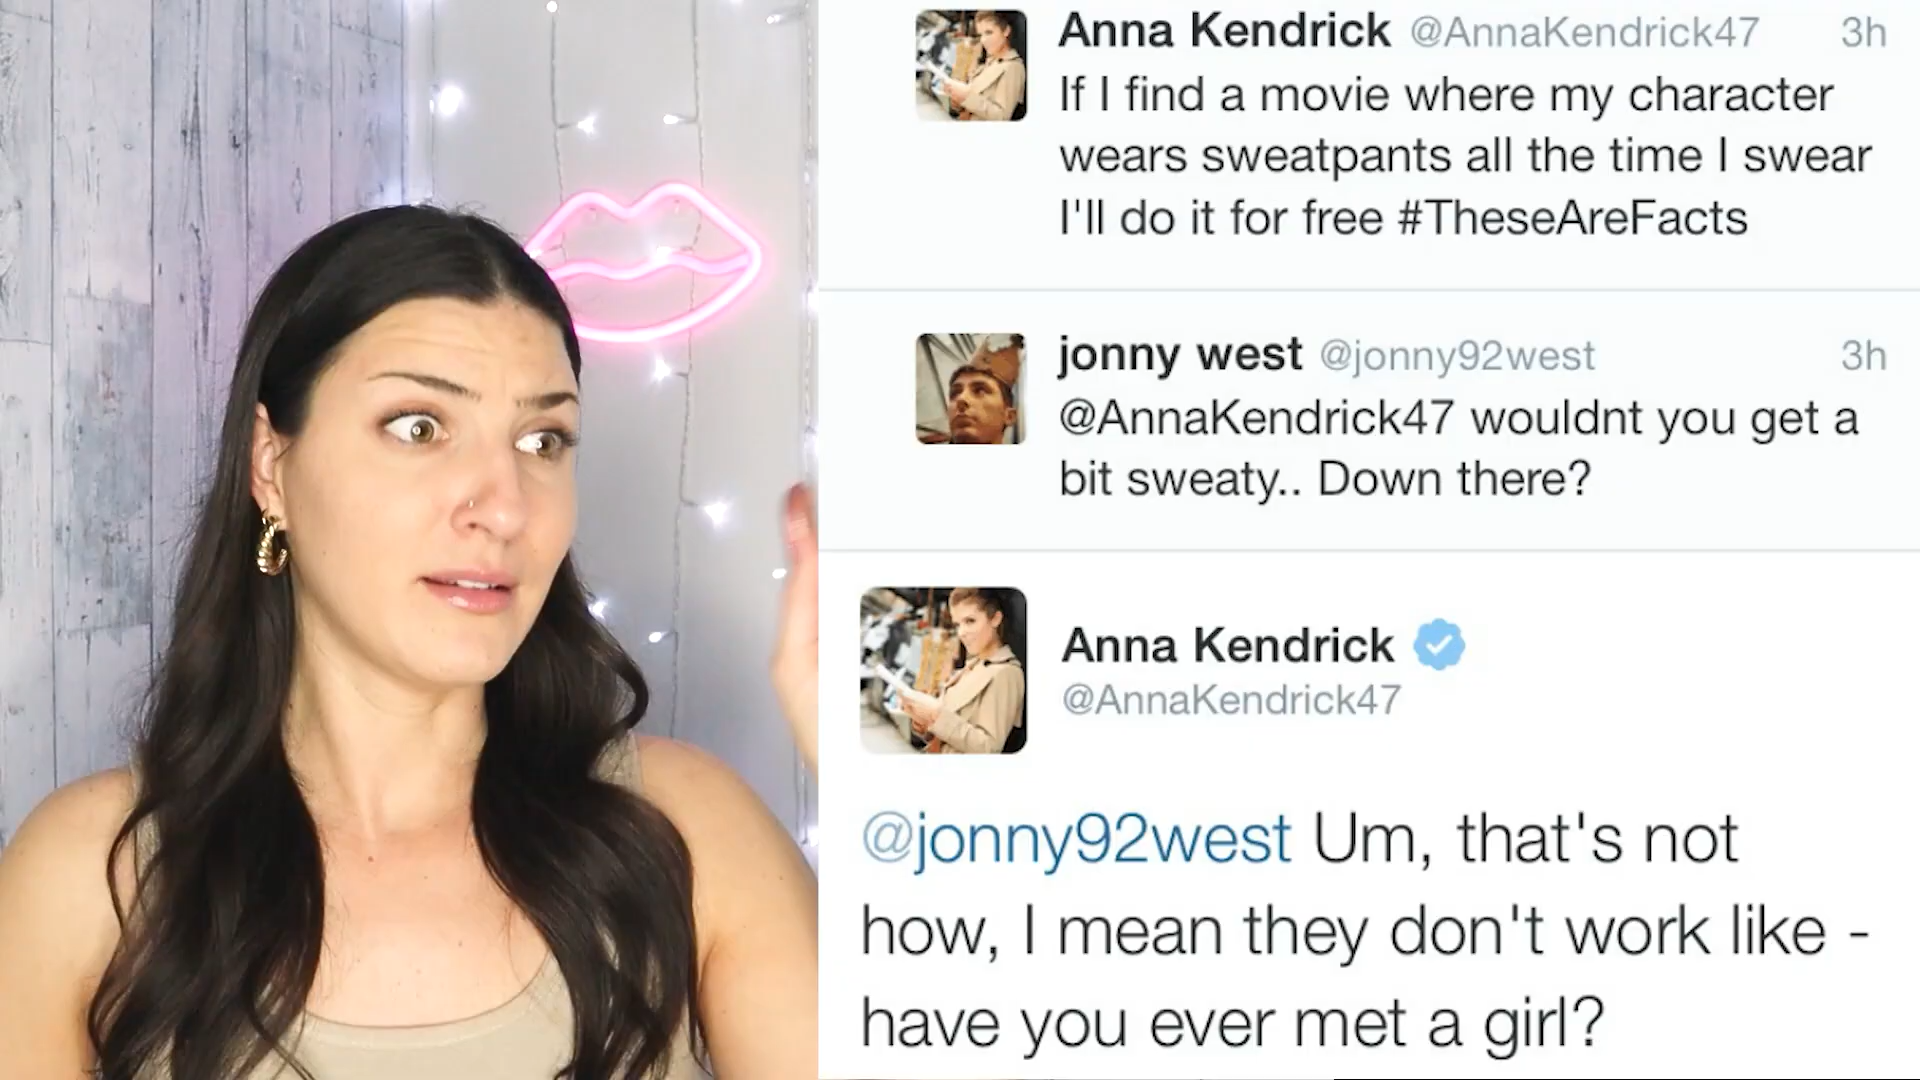 Anna Kendrick @AnnaKendrick47 3h
If I find a movie where my character
wears sweatpants all the time I swear
I'll do it for free #TheseAreFacts
jonny west @jonny92west 3h
@AnnaKendrick47 wouldnt you get a
bit sweaty.. Down there?
Anna Kendrick
@AnnaKendrick47
@jonny92west Um, that's not
how, I mean they don't work like -
have you ever met a girl?